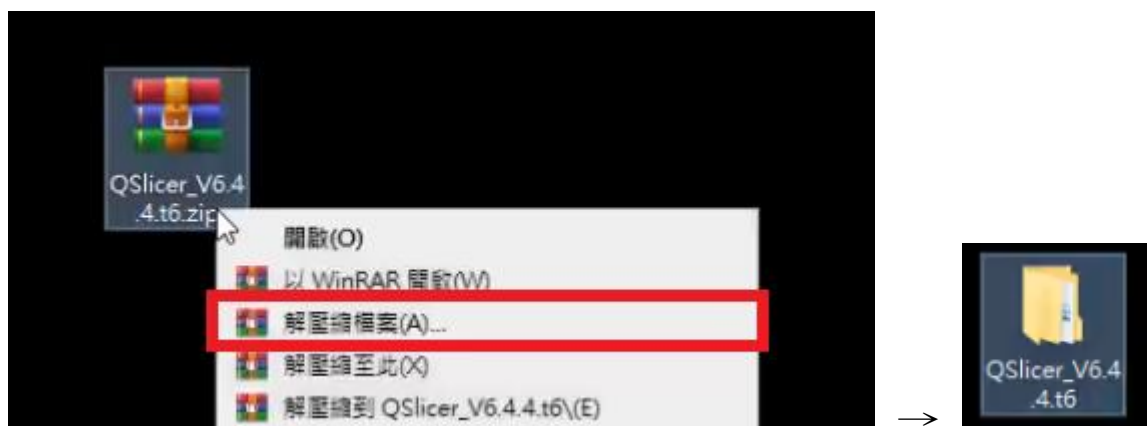 QSlicer_V6.4
.4.t6.zip
開啟(O)
以 WinRAR 開啟(W)
解壓縮檔案(A)...
解壓縮至此(X)
解壓縮到 QSlicer_V6.4.4.t6\(E)
→
QSlicer_V6.4
.4.t6